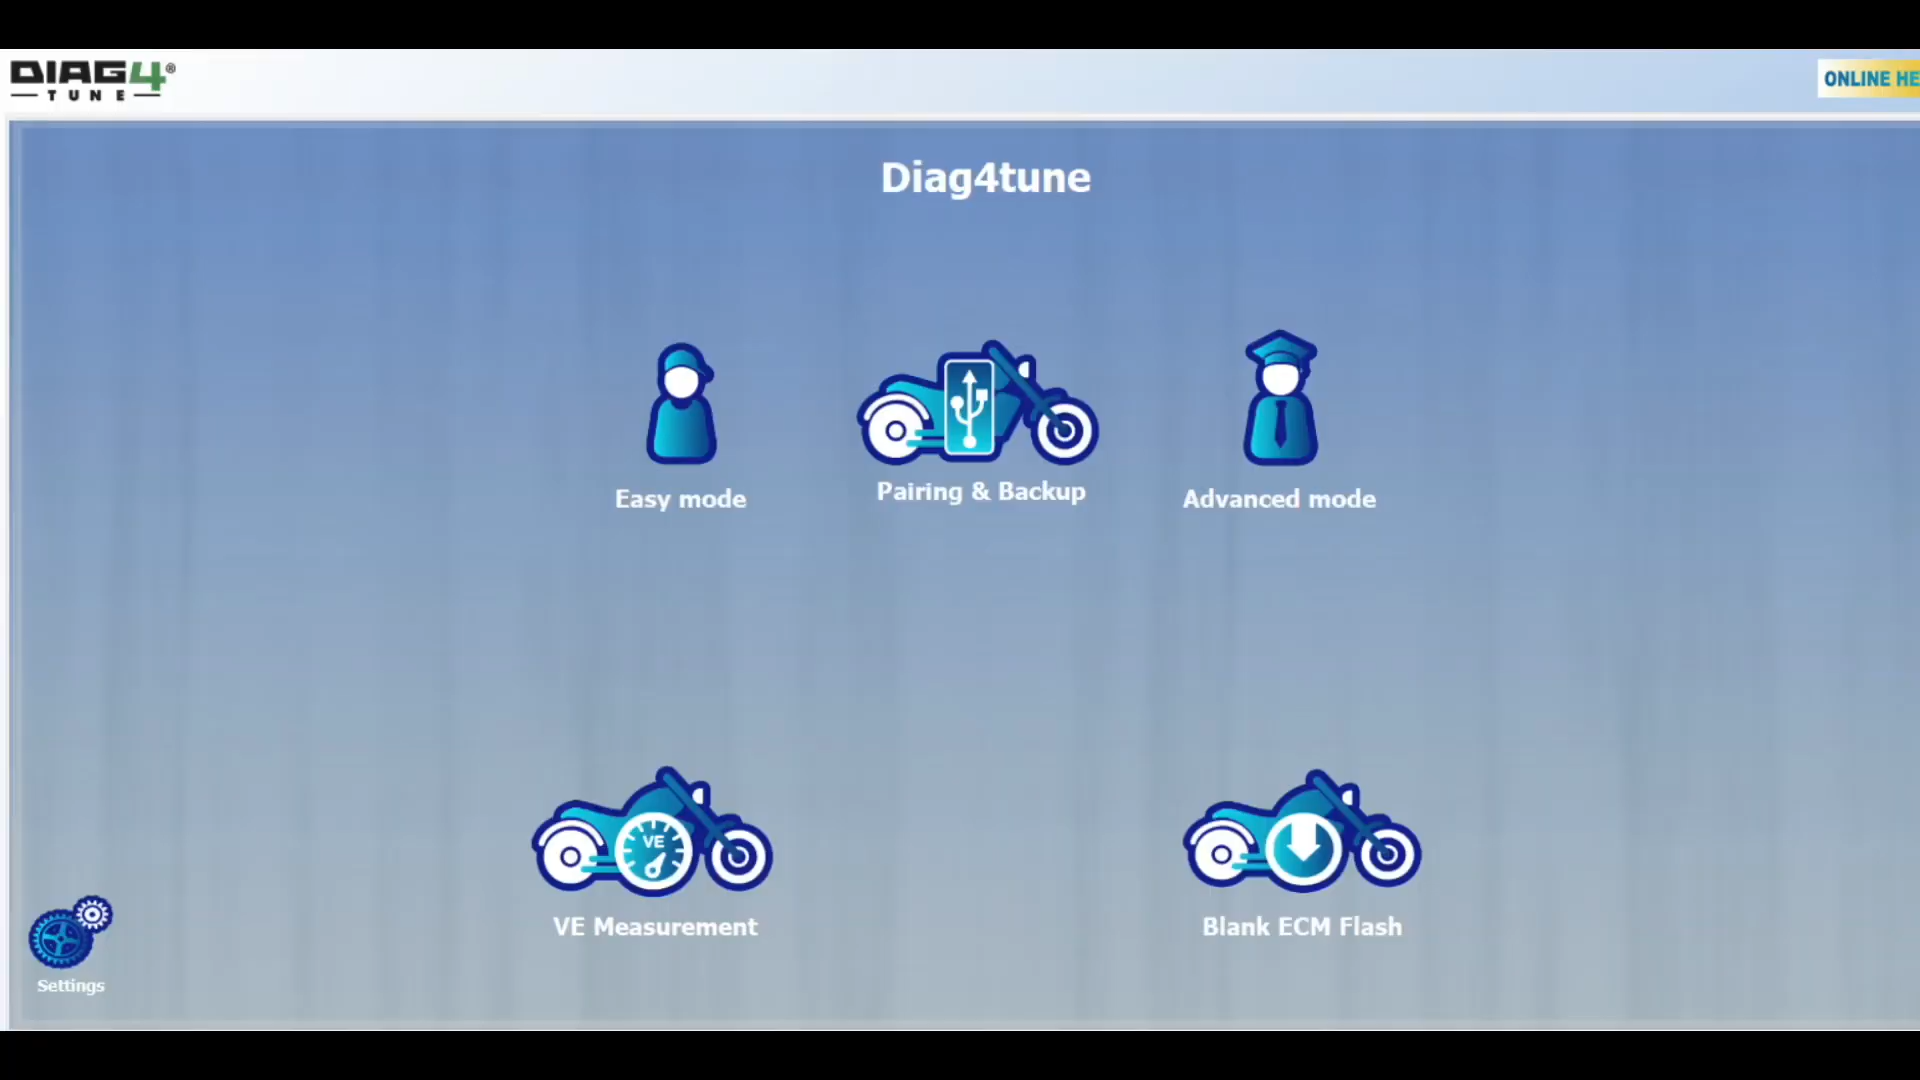 DIAG4®
TUNE
ONLINE HE
Diag4tune
Easy mode
Pairing & Backup
Advanced mode
VE
VE Measurement
Blank ECM Flash
Settings